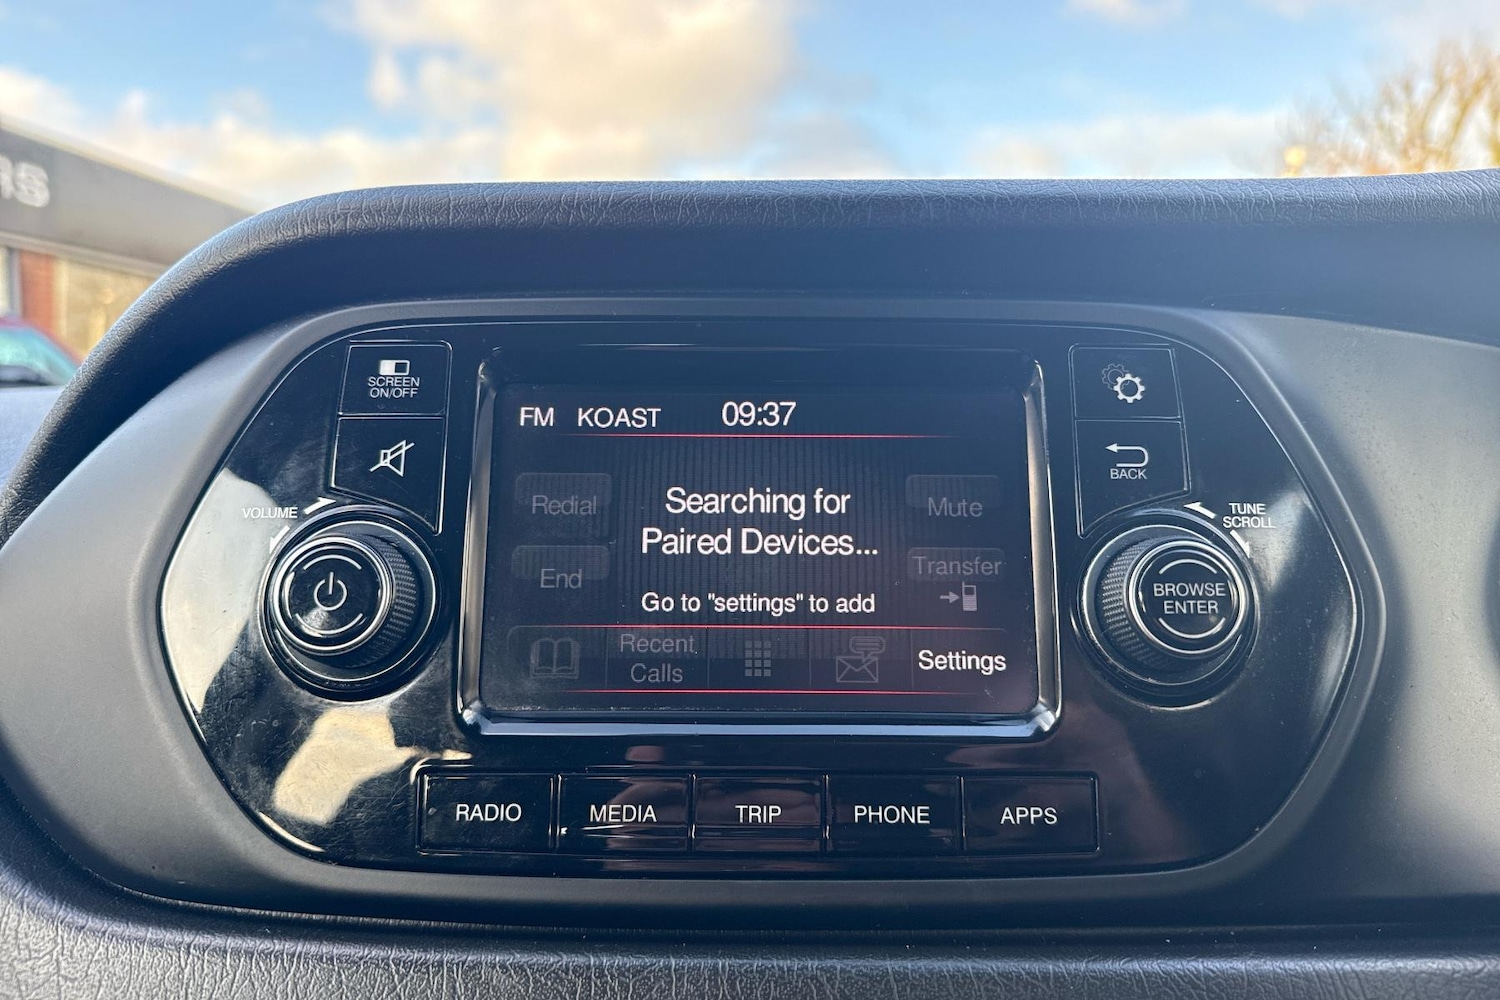 RS
SCREEN
ON/OFF
VOLUME
FM KOAST 09:37
Redial
End
Searching for
Paired Devices...
Go to "settings" to add
Mute
Transfer
Recent
Calls
Settings
BACK
TUNE
SCROLL
BROWSE
ENTER
RADIO
MEDIA
TRIP
PHONE
APPS